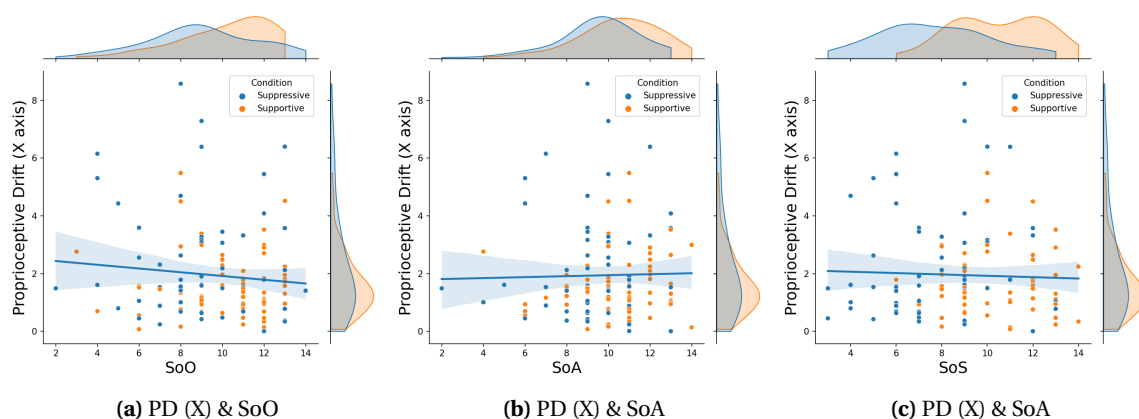 Condition
Suppressive
Supportive
Proprioceptive Drift (X axis)
8
6
4
2
0
2 4 6 8 10 12 14
SoO
(a) PD (X) & SoO
Condition
Suppressive
Supportive
Proprioceptive Drift (X axis)
8
6
4
2
0
2 4 6 8 10 12 14
SoA
(b) PD (X) & SoA
Condition
Suppressive
Supportive
Proprioceptive Drift (X axis)
8
6
4
2
0
4 6 8 10 12 14
SoS
(c) PD (X) & SoA